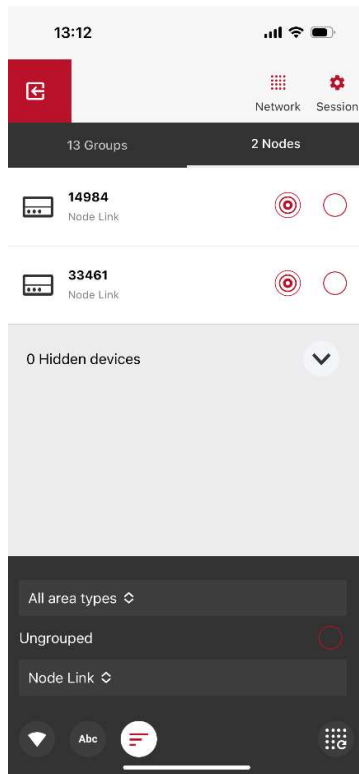 13:12
Network Session
13 Groups 2 Nodes
14984
Node Link
33461
Node Link
0 Hidden devices
All area types
Ungrouped
Node Link
Abc